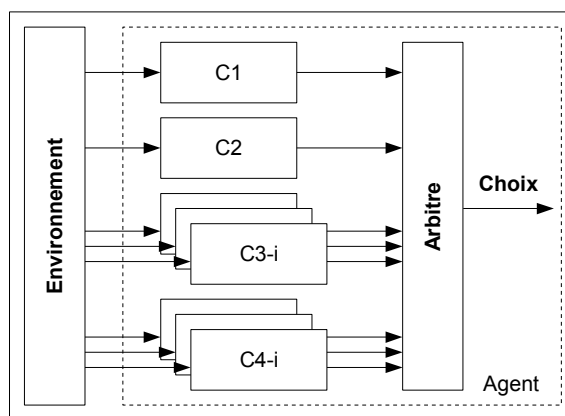 Environnement
C1
C2
C3-i
C4-i
Arbitre
Choix
Agent